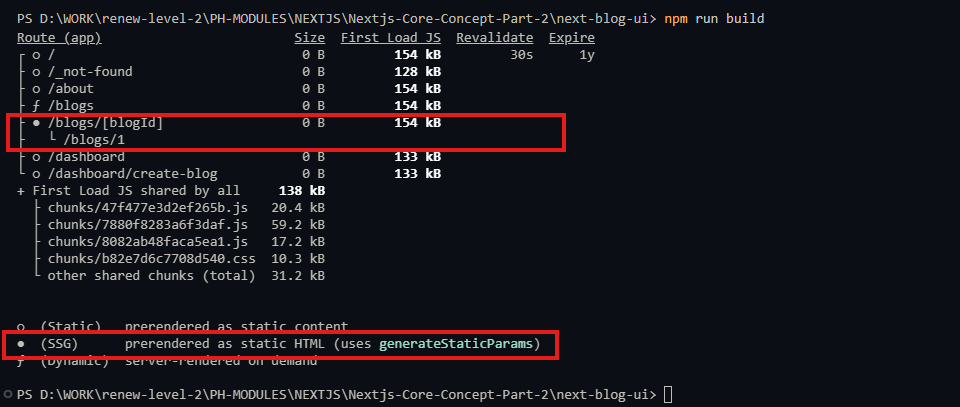 PS D:\WORK\renew-level-2\PH-MODULES\NEXTJS\Nextjs-Core-Concept-Part-2\next-blog-ui> npm run build
Route (app) Size First Load JS Revalidate Expire
┌ ○ / 0 B 154 kB 30s 1y
├ ○ /_not-found 0 B 128 kB
├ ○ /about 0 B 154 kB
├ ƒ /blogs 0 B 154 kB
├ ● /blogs/[blogId] 0 B 154 kB
├ └ /blogs/1
├ ○ /dashboard 0 B 133 kB
└ ○ /dashboard/create-blog 0 B 133 kB
+ First Load JS shared by all 138 kB
├ chunks/47f477e3d2ef265b.js 20.4 kB
├ chunks/7880f8283a6f3daf.js 59.2 kB
├ chunks/8082ab48faca5ea1.js 17.2 kB
├ chunks/b82e7d6c7708d540.css 10.3 kB
└ other shared chunks (total) 31.2 kB
○ (Static) prerendered as static content
● (SSG) prerendered as static HTML (uses generateStaticParams)
ƒ (Dynamic) server-rendered on demand
PS D:\WORK\renew-level-2\PH-MODULES\NEXTJS\Nextjs-Core-Concept-Part-2\next-blog-ui>